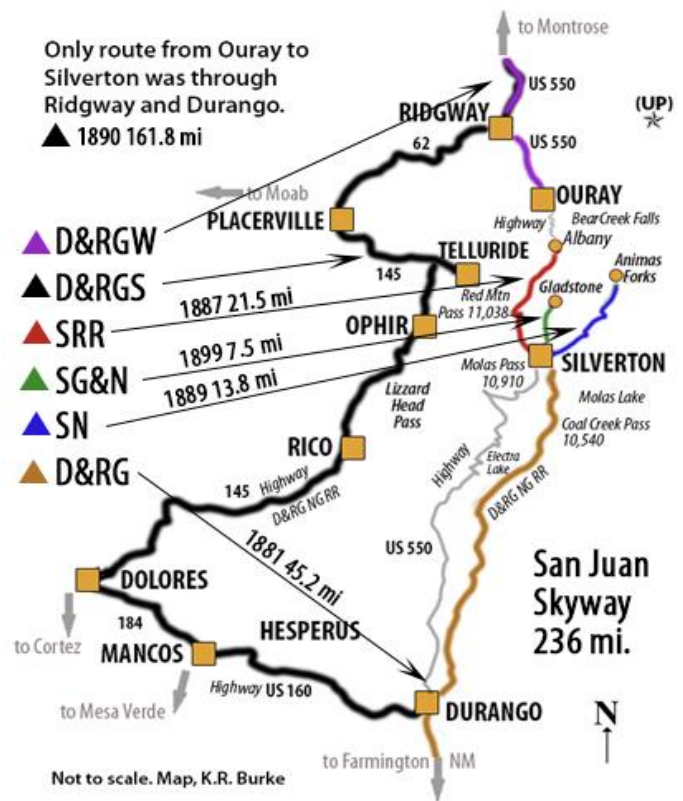 to Montrose
Only route from Ouray to
Silverton was through
Ridgway and Durango.
1890 161.8 mi
US 550
(UP)
RIDGWAY
62
US 550
to Moab
OURAY
PLACERVILLE
Highway
BearCreek Falls
D&RGW
TELLURIDE
Albany
Animas
Forks
D&RGS
145
Red Mtn
Pass 11,038
Gladstone
1887 21.5 mi
SRR
OPHIR
1899 7.5 mi
SG&N
1889 13.8 mi
SILVERTON
Molas Pass
10,910
Lizzard
Head
Pass
Molas Lake
SN
Coal Creek Pass
10,540
RICO
Highway
Electra
Lake
D&RG
145
Highway
D&RG NG RR
D&RG NG RR
1881 45.2 mi
US 550
San Juan
Skyway
236 mi.
DOLORES
184
HESPERUS
to Cortez
MANCOS
Highway US 160
to Mesa Verde
DURANGO
N
to Farmington
NM
Not to scale. Map, K.R. Burke